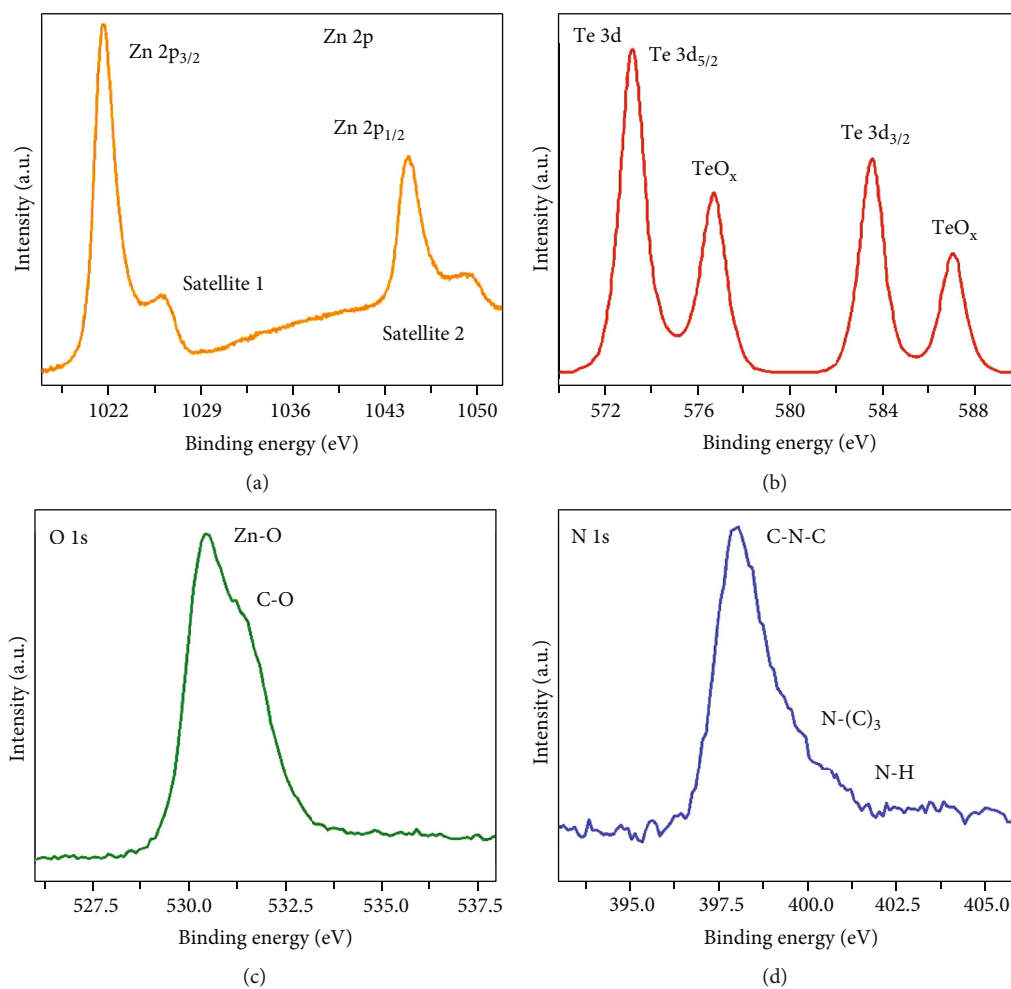 Zn 2p
Zn 2p3/2
Zn 2p1/2
Satellite 1
Satellite 2
Intensity (a.u.)
1022 1029 1036 1043 1050
Binding energy (eV)
(a)
Te 3d
Te 3d5/2
TeOx
Te 3d3/2
TeOx
Intensity (a.u.)
572 576 580 584 588
Binding energy (eV)
(b)
O 1s
Zn-O
C-O
Intensity (a.u.)
527.5 530.0 532.5 535.0 537.5
Binding energy (eV)
(c)
N 1s
C-N-C
N-(C)3
N-H
Intensity (a.u.)
395.0 397.5 400.0 402.5 405.0
Binding energy (eV)
(d)